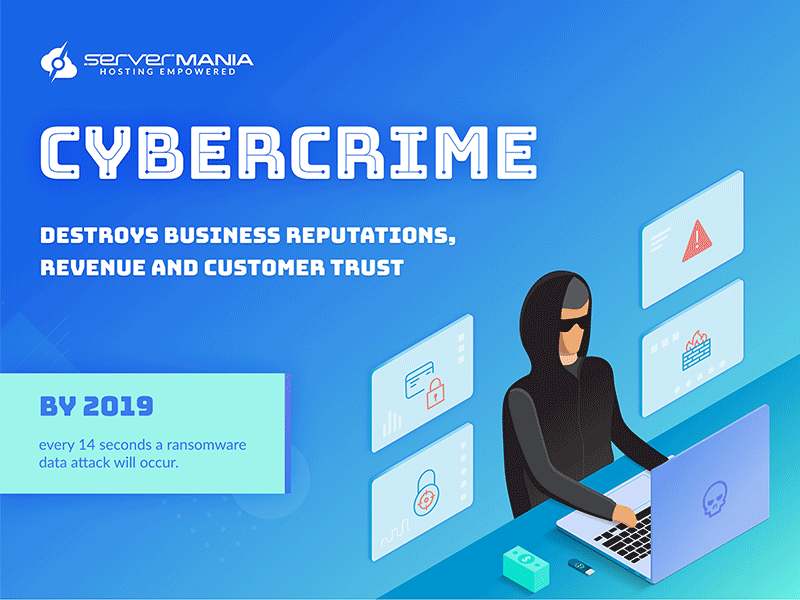 SERVERMANIA
HOSTING EMPOWERED
CYBERCRIME
DESTROYS BUSINESS REPUTATIONS,
REVENUE AND CUSTOMER TRUST
BY 2019
every 14 seconds a ransomware
data attack will occur.